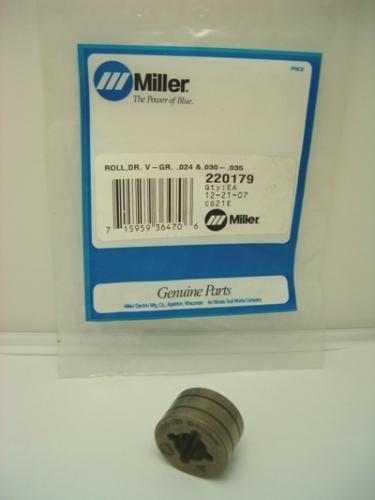 PRICE
Miller
The Power of Blue.
ROLL,DR. V-GR. .024 &.030-.035
220179
Qty:EA
12-21-07
C021E
Miller
7 15959 36470 6
Genuine Parts
Miller Electric Mfg. Co., Appleton, Wisconsin An Illinois Tool Works Company